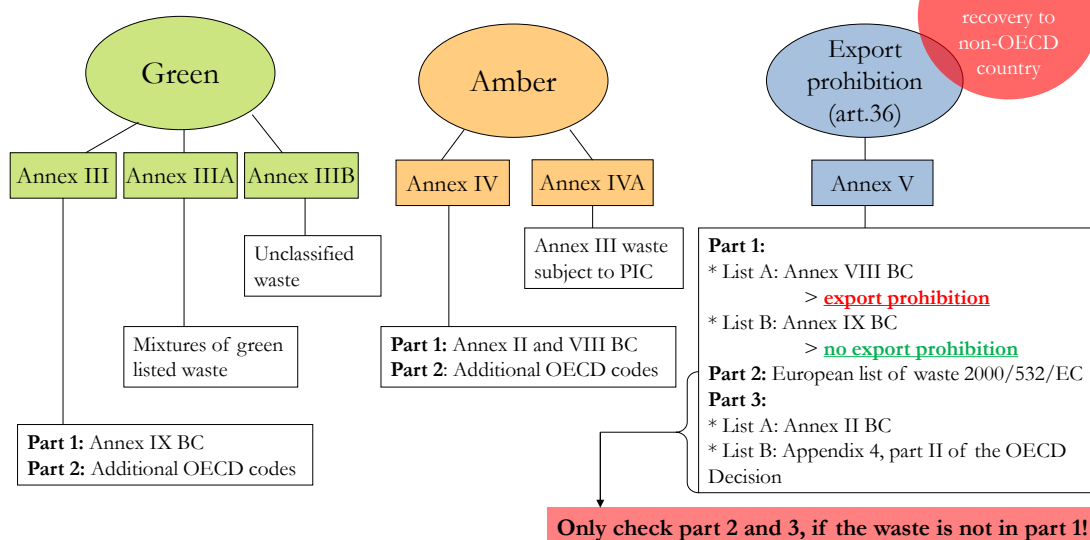 recovery to
non-OECD
country
Green
Amber
Export
prohibition
(art.36)
Annex III
Annex IIIA
Annex IIIB
Annex IV
Annex IVA
Annex V
Unclassified
waste
Mixtures of green
listed waste
Part 1: Annex IX BC
Part 2: Additional OECD codes
Annex III waste
subject to PIC
Part 1: Annex II and VIII BC
Part 2: Additional OECD codes
Part 1:
* List A: Annex VIII BC
> export prohibition
* List B: Annex IX BC
> no export prohibition
Part 2: European list of waste 2000/532/EC
Part 3:
* List A: Annex II BC
* List B: Appendix 4, part II of the OECD
Decision
Only check part 2 and 3, if the waste is not in part 1!